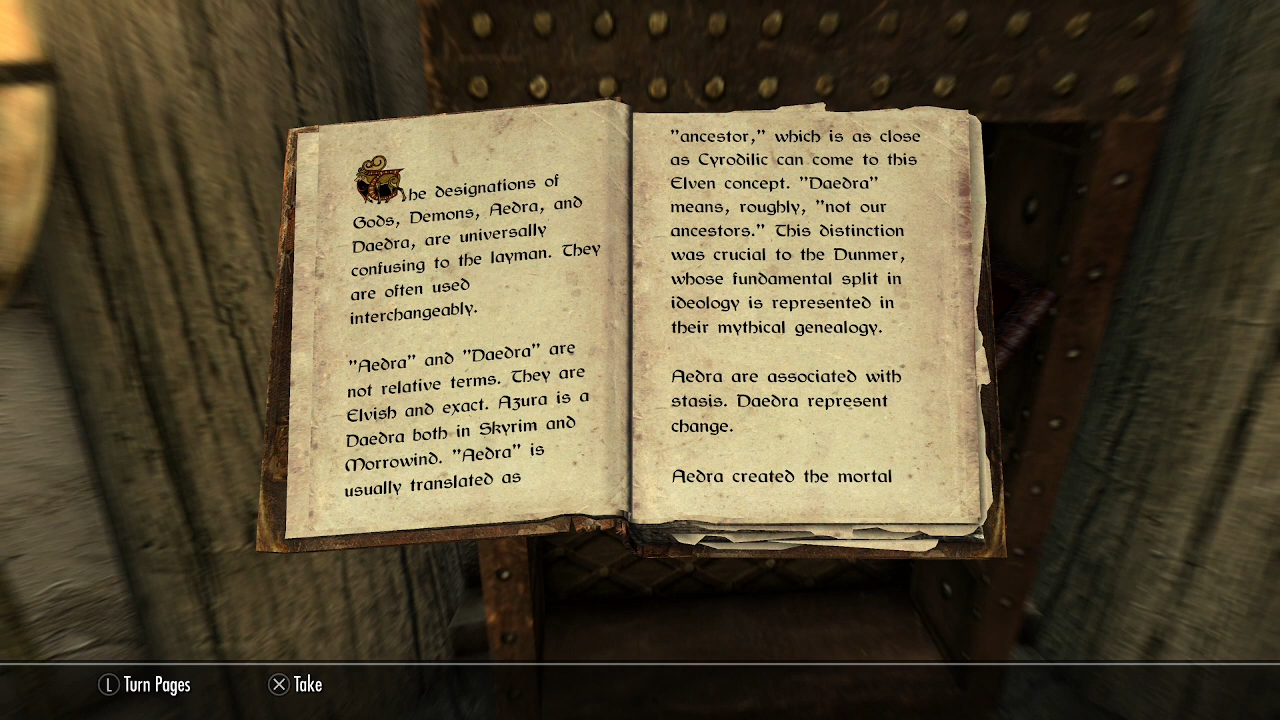 The designations of
Gods, Demons, Aedra, and
Daedra, are universally
confusing to the layman. They
are often used
interchangeably.
"Aedra" and "Daedra" are
not relative terms. They are
Elvish and exact. Azura is a
Daedra both in Skyrim and
Morrowind. "Aedra" is
usually translated as
"ancestor," which is as close
as Cyrodilic can come to this
Elven concept. "Daedra"
means, roughly, "not our
ancestors." This distinction
was crucial to the Dunmer,
whose fundamental split in
ideology is represented in
their mythical genealogy.
Aedra are associated with
stasis. Daedra represent
change.
Aedra created the mortal
L Turn Pages
X Take